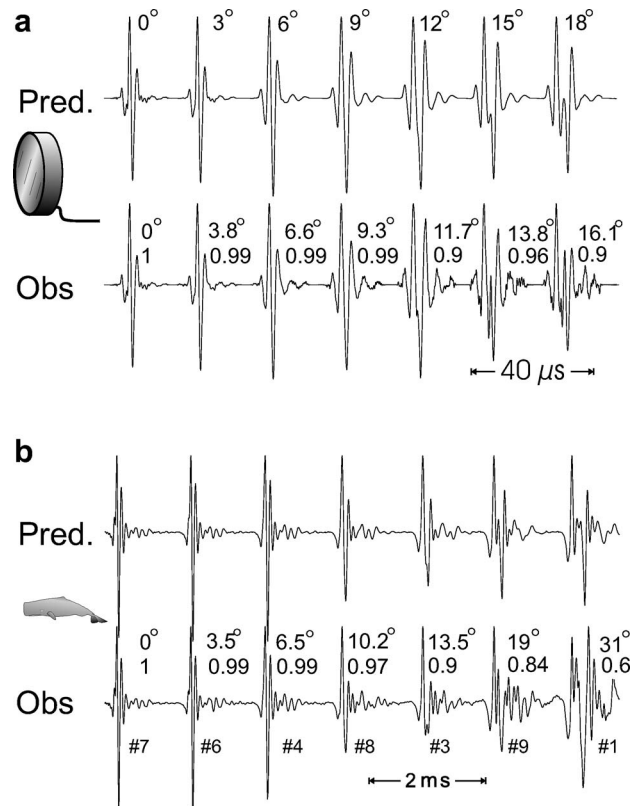 a
0° 3° 6° 9° 12° 15° 18°
Pred.
0° 3.8° 6.6° 9.3° 11.7° 13.8° 16.1°
1 0.99 0.99 0.99 0.9 0.96 0.9
Obs
40 µs
b
Pred.
0° 3.5° 6.5° 10.2° 13.5° 19° 31°
1 0.99 0.99 0.97 0.9 0.84 0.6
Obs
#7 #6 #4 #8 #3 #9 #1
2 ms